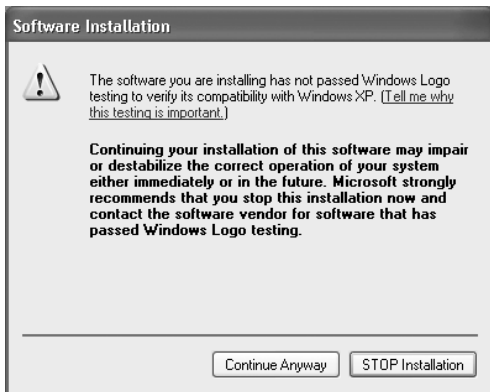 Software Installation
The software you are installing has not passed Windows Logo
testing to verify its compatibility with Windows XP. (Tell me why
this testing is important.)
Continuing your installation of this software may impair
or destabilize the correct operation of your system
either immediately or in the future. Microsoft strongly
recommends that you stop this installation now and
contact the software vendor for software that has
passed Windows Logo testing.
Continue Anyway
STOP Installation